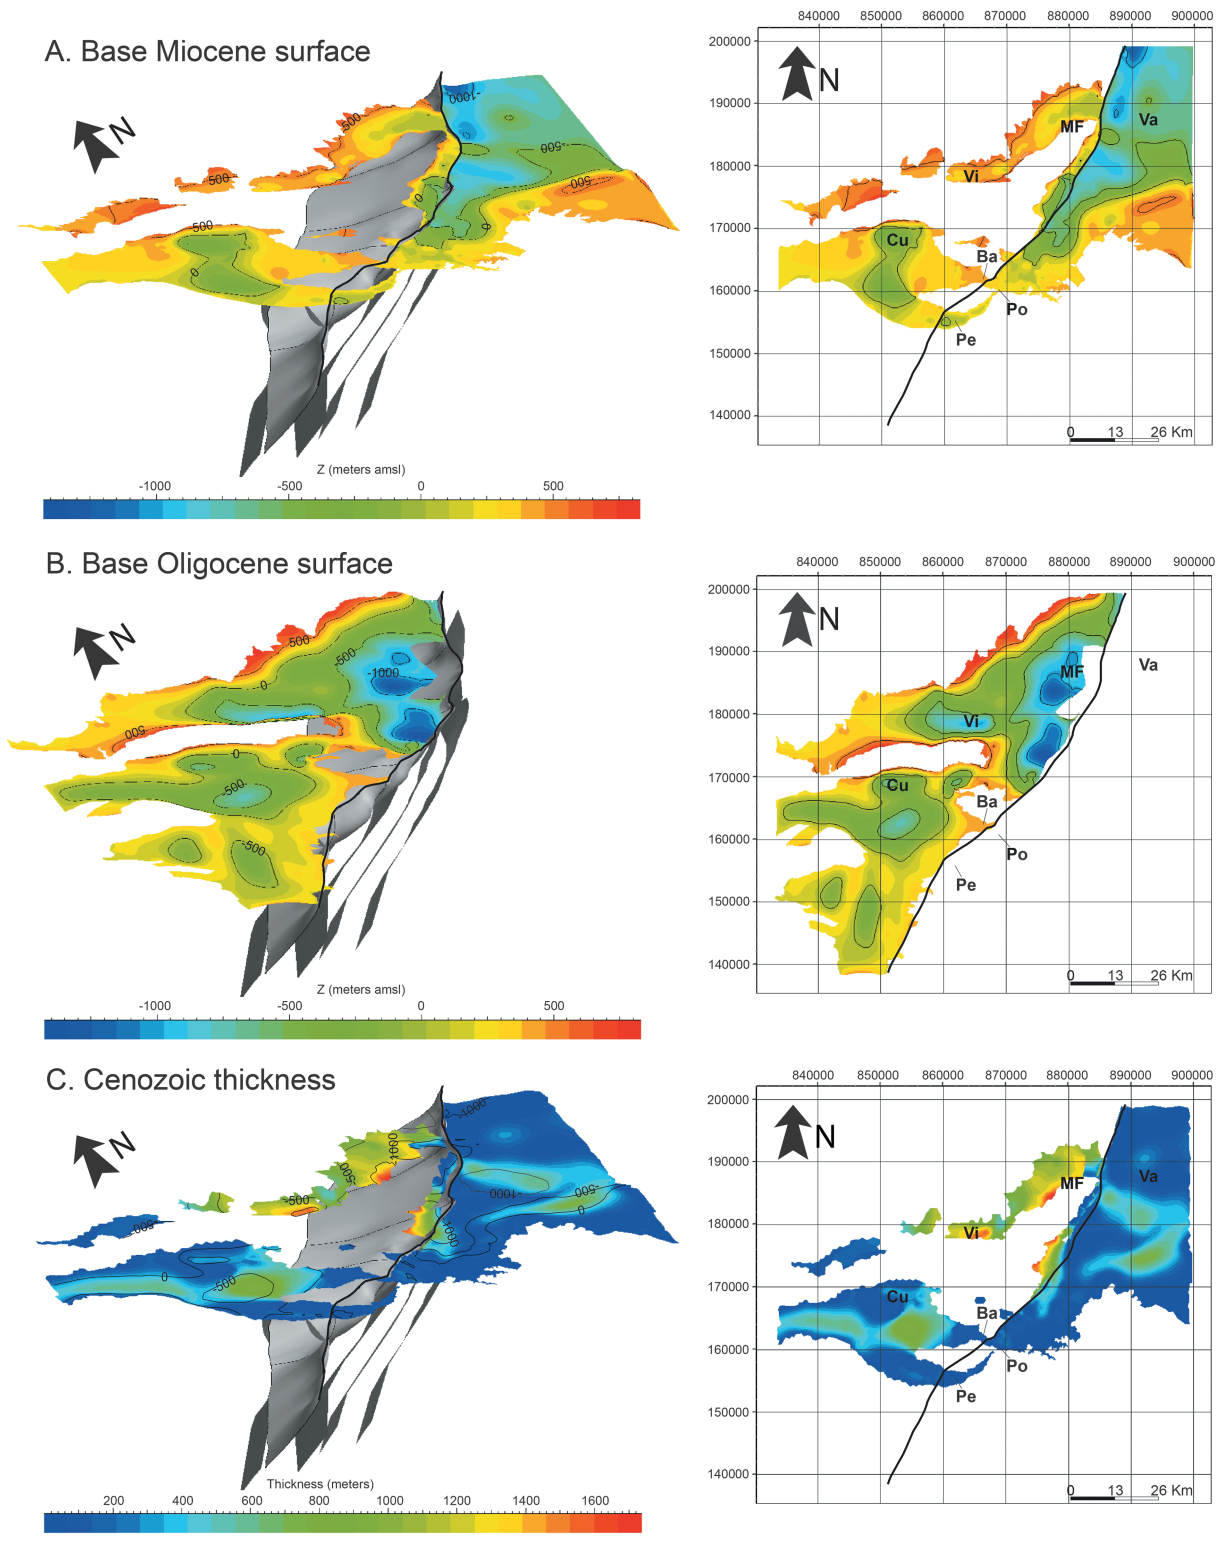 A. Base Miocene surface
N
-1000
-500
-500
500
-500
500
0
0
0
Z (meters amsl)
-1000 -500 0 500
840000 850000 860000 870000 880000 890000 900000
200000
190000
180000
170000
160000
150000
140000
N
MF
Va
Vi
Cu
Ba
Po
Pe
0 13 26 Km
B. Base Oligocene surface
N
500
-500
-1000
0
500
0
-500
-500
Z (meters amsl)
-1000 -500 0 500
840000 850000 860000 870000 880000 890000 900000
200000
190000
180000
170000
160000
150000
140000
N
Va
MF
Vi
Cu
Ba
Po
Pe
0 13 26 Km
C. Cenozoic thickness
N
-1000
-1000
-500
-500
-1000
-500
0
-1000
-500
0
-500
Thickness (meters)
200 400 600 800 1000 1200 1400 1600
840000 850000 860000 870000 880000 890000 900000
200000
190000
180000
170000
160000
150000
140000
N
MF
Va
Vi
Cu
Ba
Po
Pe
0 13 26 Km